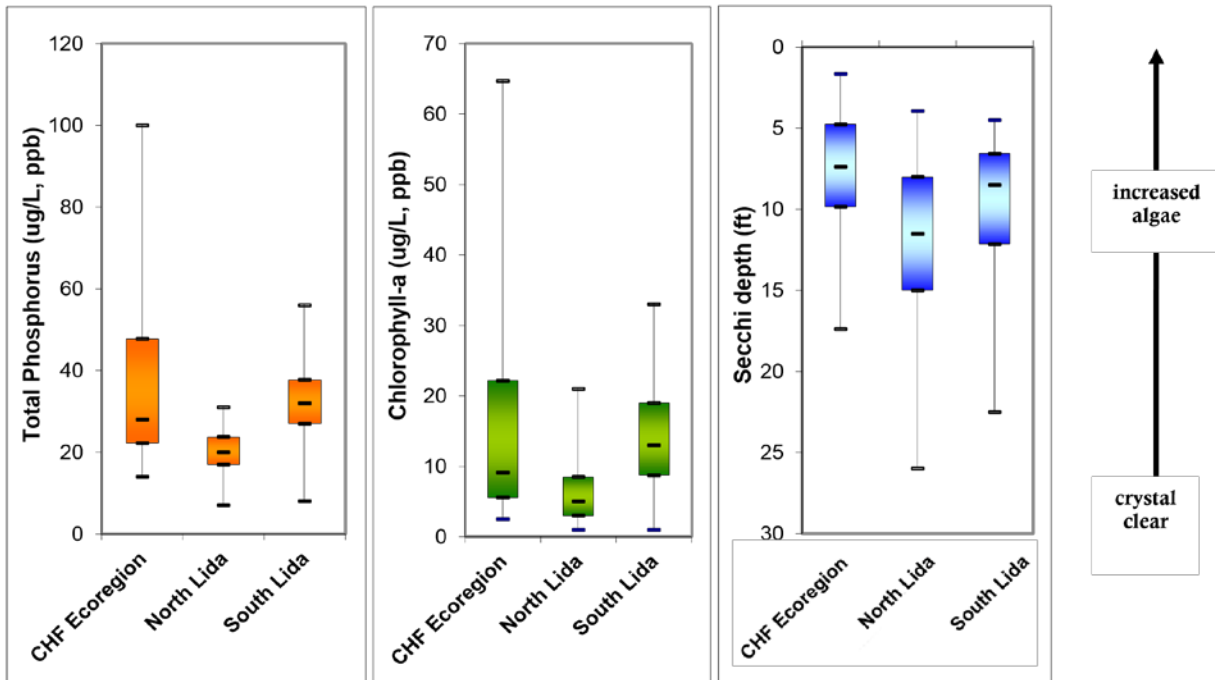 Total Phosphorus (ug/L, ppb)
120
100
80
60
40
20
0
CHF Ecoregion
North Lida
South Lida
Chlorophyll-a (ug/L, ppb)
70
60
50
40
30
20
10
0
CHF Ecoregion
North Lida
South Lida
Secchi depth (ft)
0
5
10
15
20
25
30
CHF Ecoregion
North Lida
South Lida
increased
algae
crystal
clear